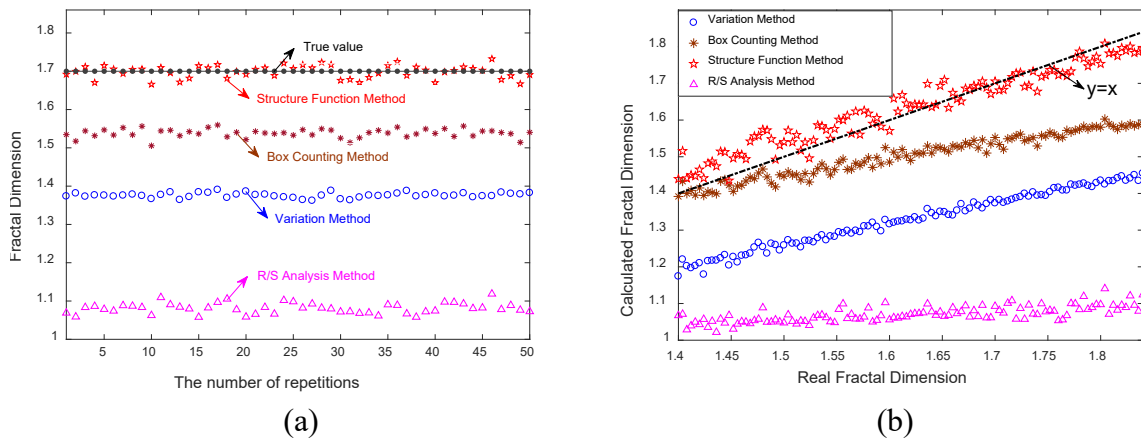 Fractal Dimension
1.6
1.7
1.6
1.5
1.4
1.3
1.2
1.1
1
5 10 15 20 25 30 35 40 45 50
The number of repetitions
True value
Structure Function Method
Box Counting Method
Variation Method
R/S Analysis Method
(a)
Calculated Fractal Dimension
1.8
1.7
1.6
1.5
1.4
1.3
1.2
1.1
1
1.4 1.45 1.5 1.55 1.6 1.65 1.7 1.75 1.8
Real Fractal Dimension
Variation Method
Box Counting Method
Structure Function Method
R/S Analysis Method
y=x
(b)